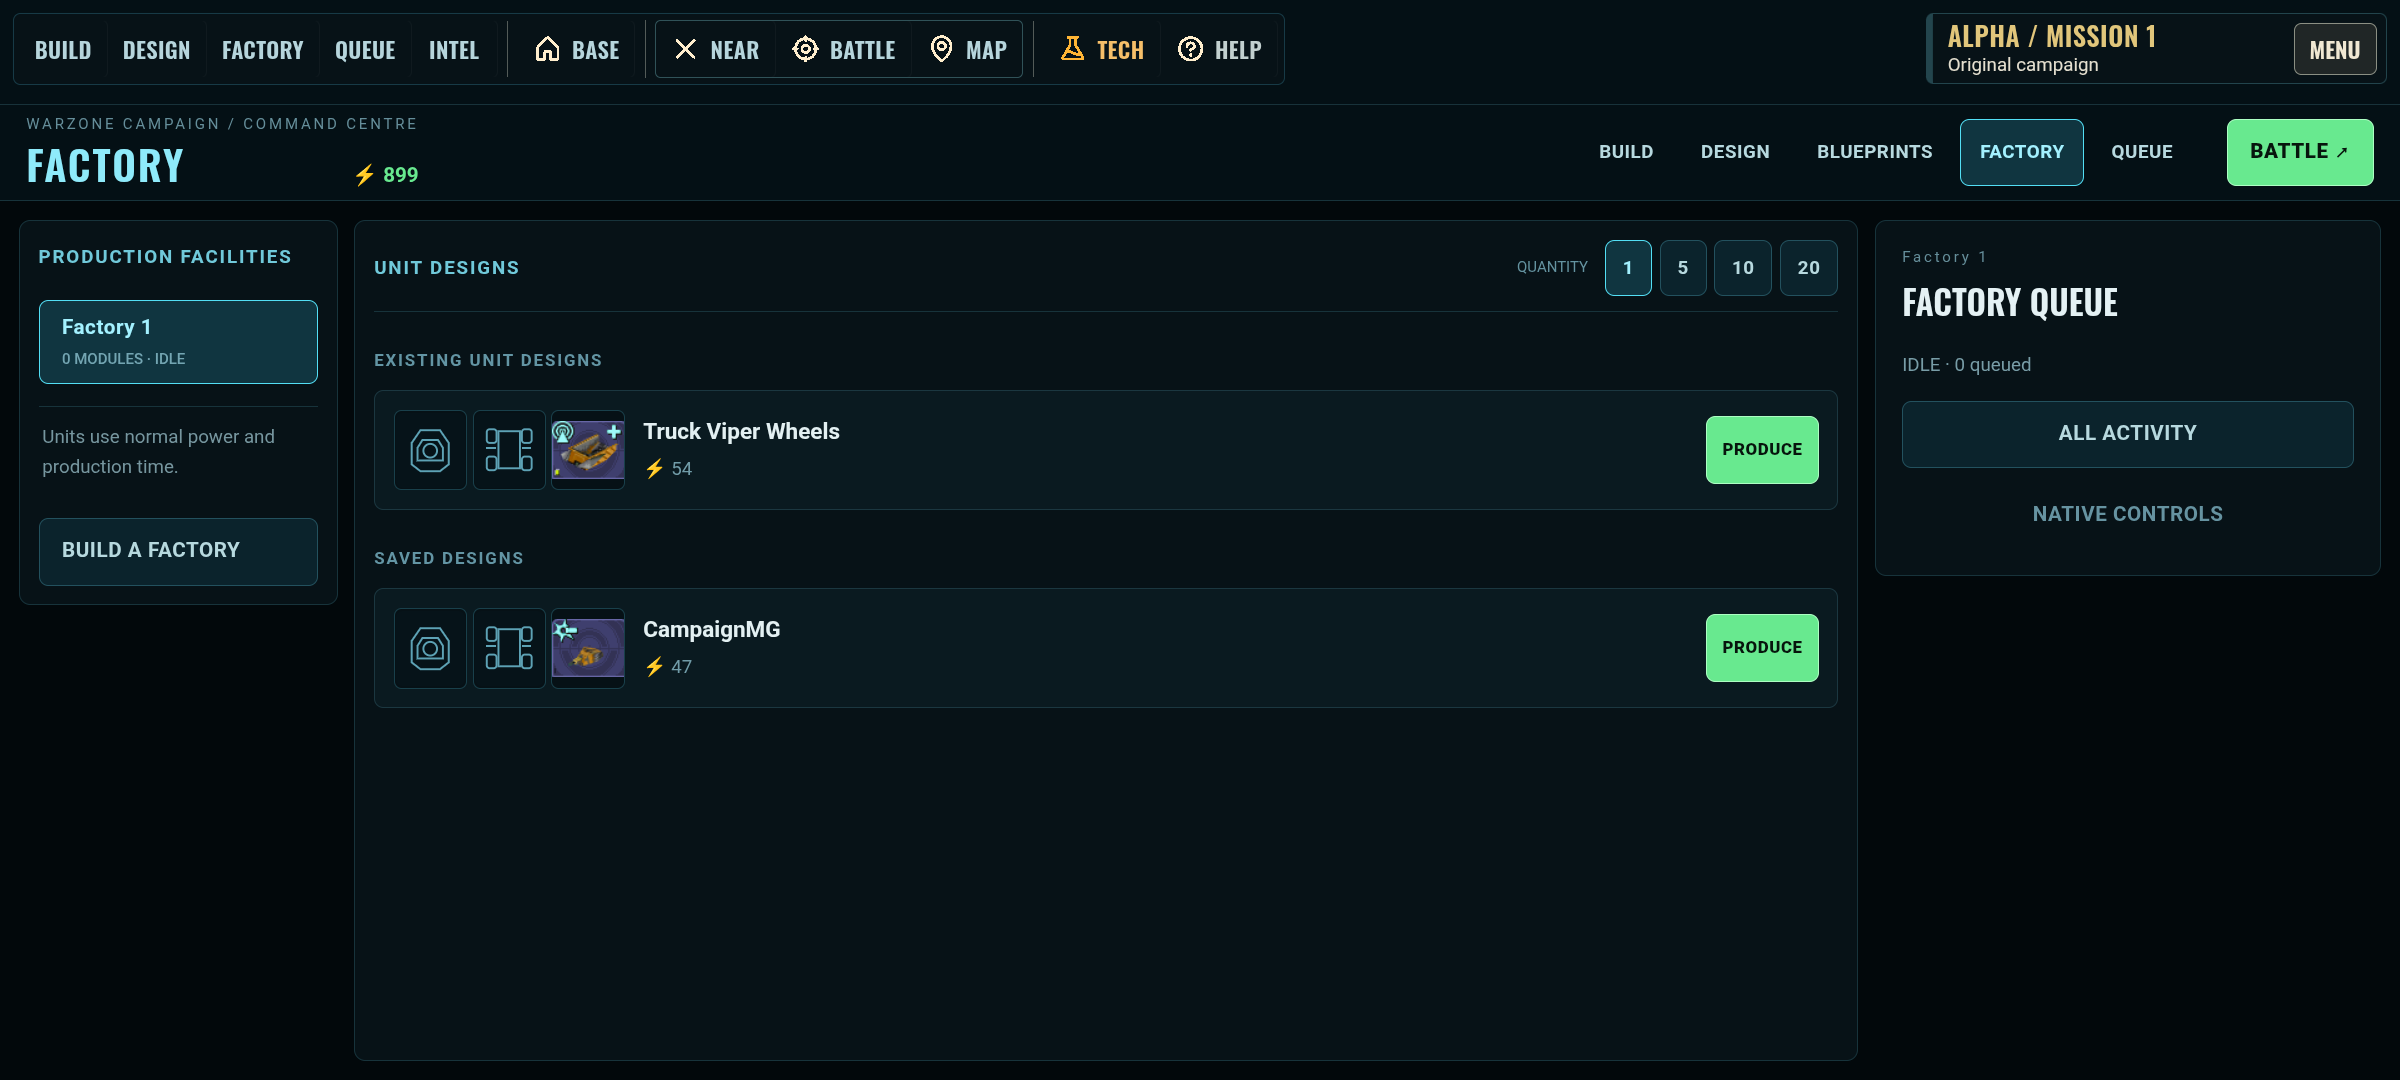 BUILD DESIGN FACTORY QUEUE INTEL BASE NEAR BATTLE MAP TECH HELP
ALPHA / MISSION 1
Original campaign
MENU
WARZONE CAMPAIGN / COMMAND CENTRE
FACTORY
⚡ 899
BUILD DESIGN BLUEPRINTS FACTORY QUEUE BATTLE ↗
PRODUCTION FACILITIES
Factory 1
0 MODULES · IDLE
Units use normal power and
production time.
BUILD A FACTORY
UNIT DESIGNS
QUANTITY 1 5 10 20
EXISTING UNIT DESIGNS
Truck Viper Wheels
⚡ 54
PRODUCE
SAVED DESIGNS
CampaignMG
⚡ 47
PRODUCE
Factory 1
FACTORY QUEUE
IDLE · 0 queued
ALL ACTIVITY
NATIVE CONTROLS